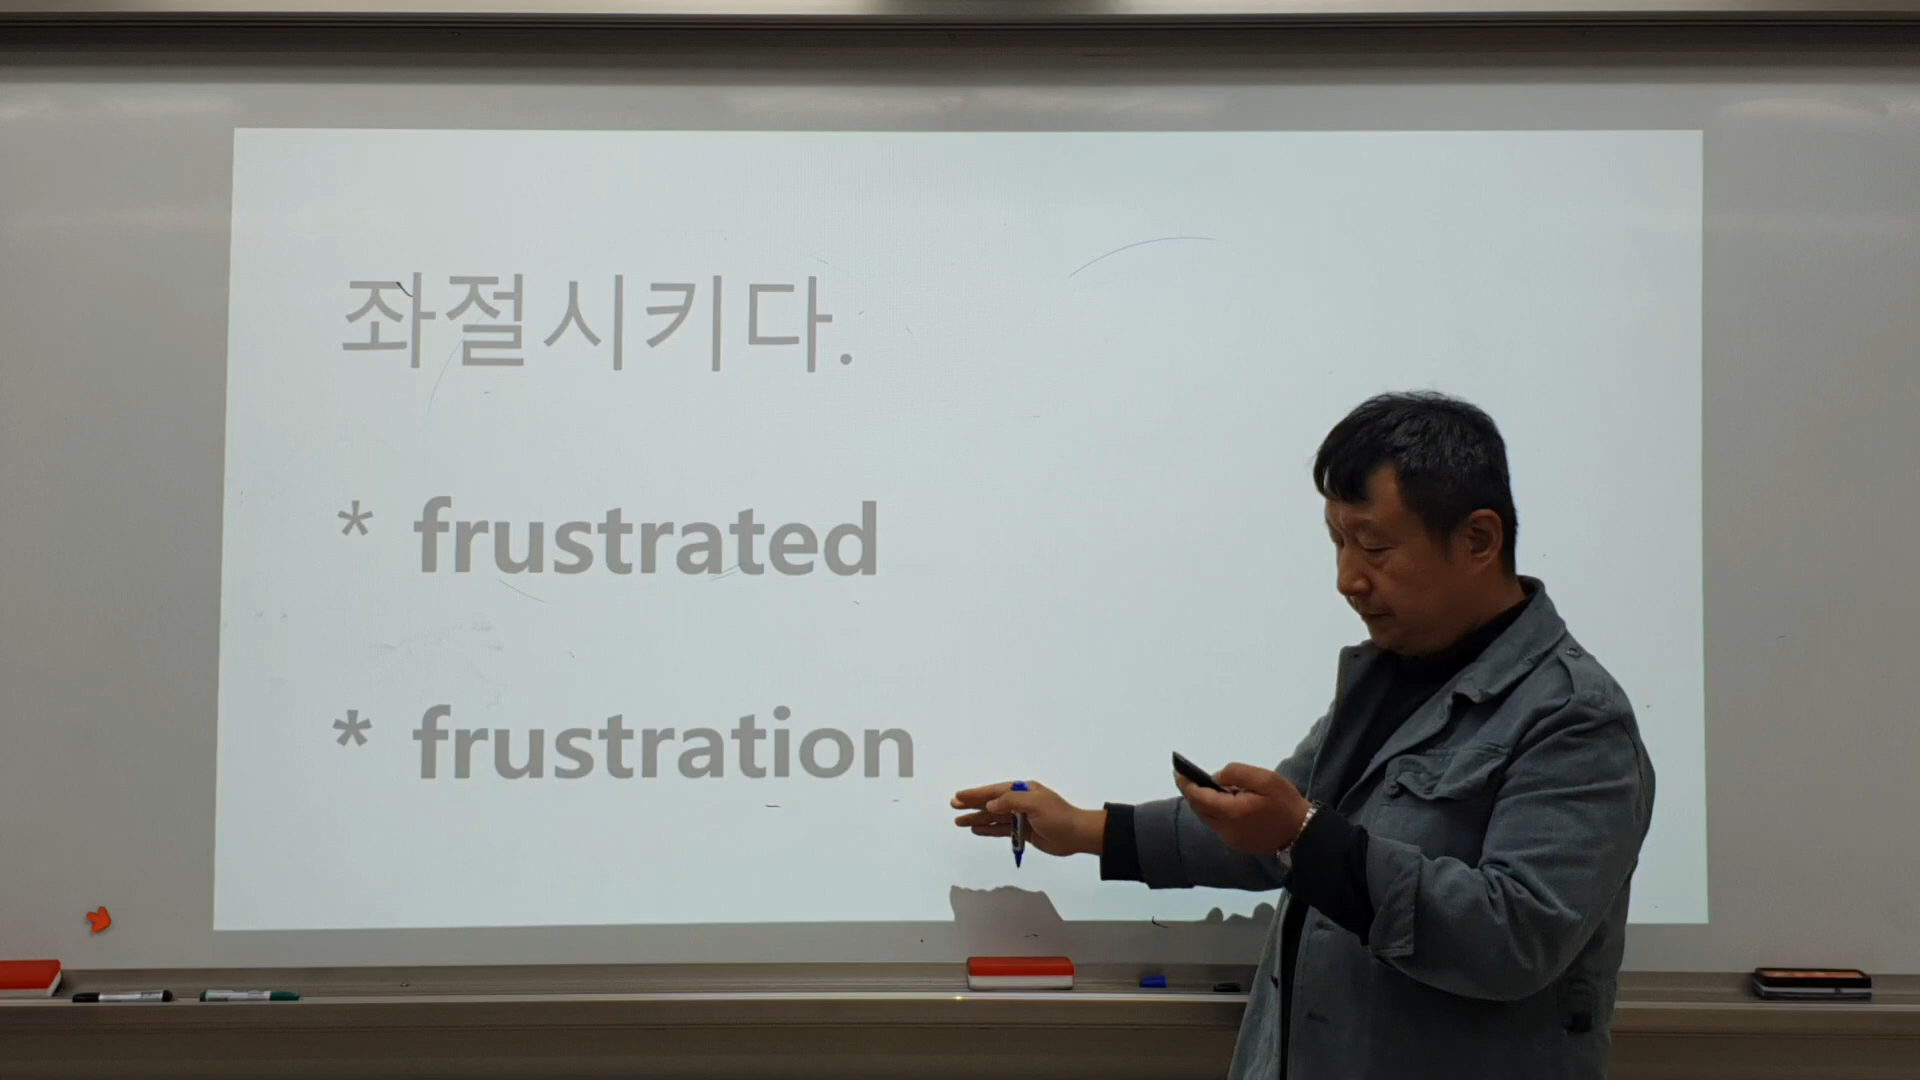 좌절시키다.
* frustrated
* frustration